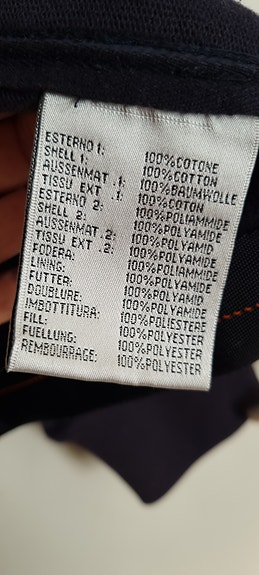 ESTERNO 1: 100%COTONE
SHELL 1: 100%COTTON
AUSSENMAT .1: 100%BAUMWOLLE
TISSU EXT .1: 100%COTON
ESTERNO 2: 100%POLIAMMIDE
SHELL 2: 100%POLYAMIDE
AUSSENMAT.2: 100%POLYAMID
TISSU EXT .2: 100%POLYAMIDE
FODERA: 100%POLIAMMIDE
LINING: 100%POLYAMIDE
FUTTER: 100%POLYAMID
DOUBLURE: 100%POLYAMIDE
IMBOTTITURA: 100%POLIESTERE
FILL: 100%POLYESTER
FUELLUNG: 100%POLYESTER
REMBOURRAGE: 100%POLYESTER